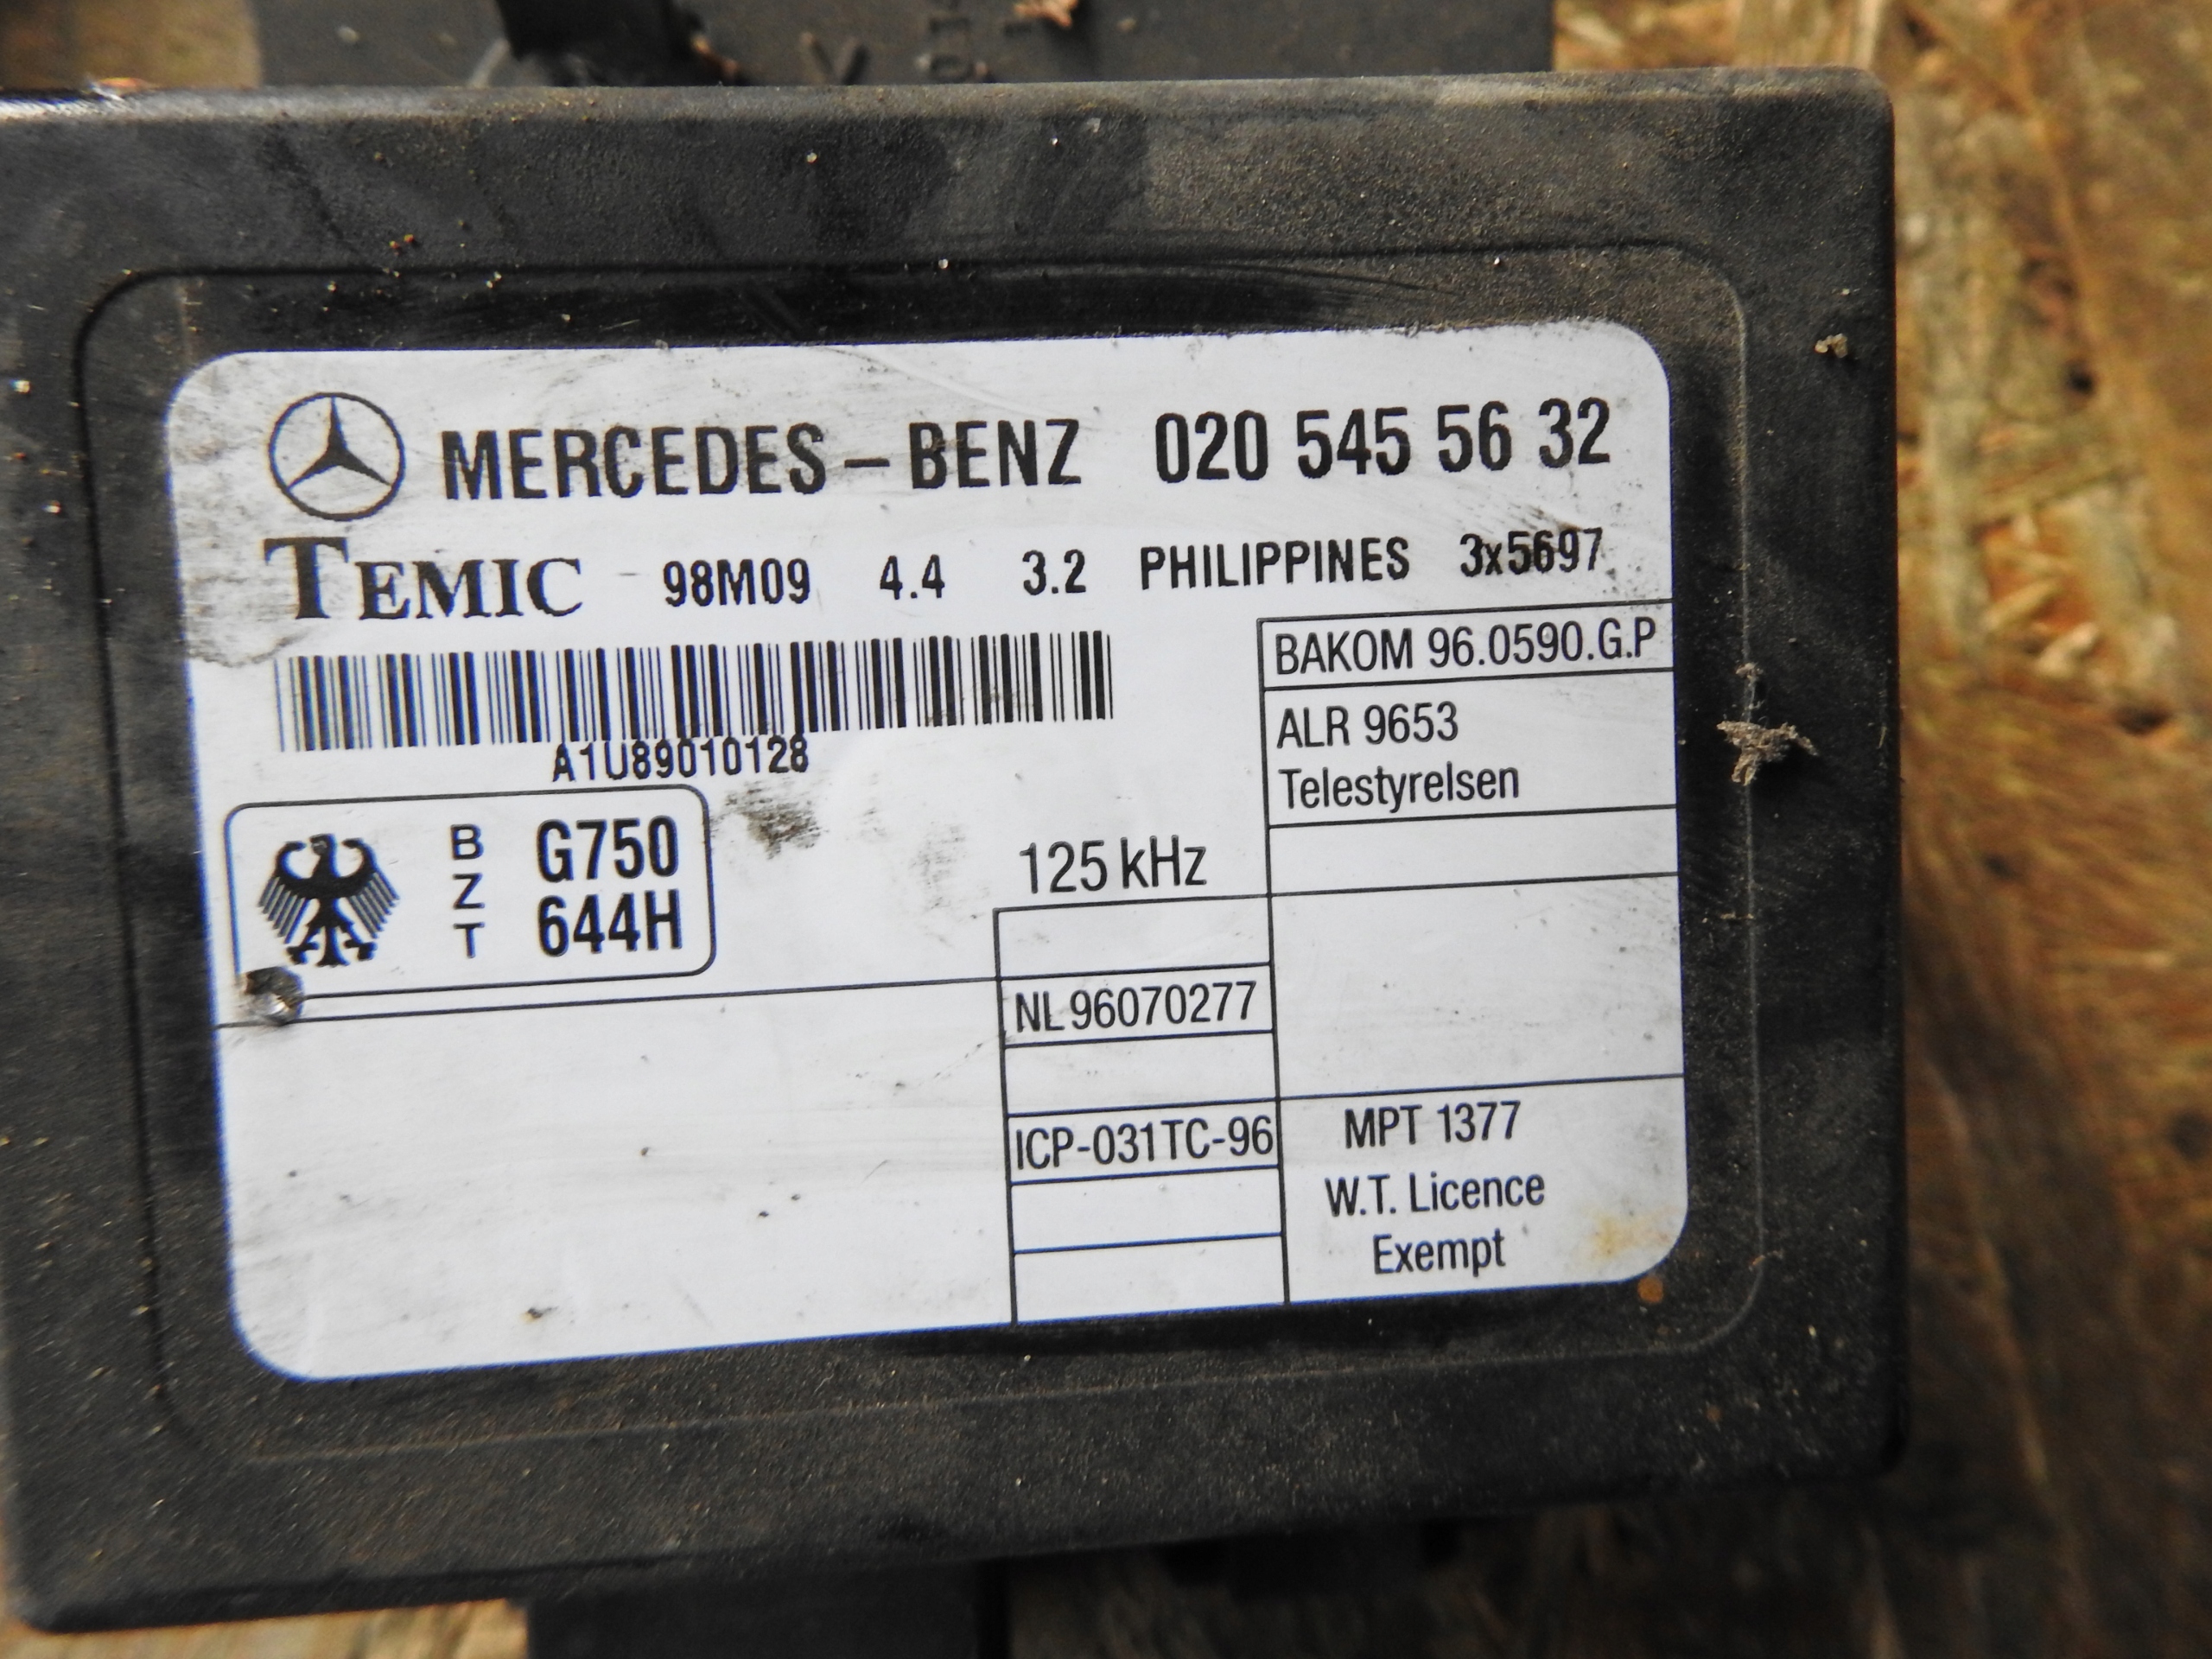 MERCEDES – BENZ 020 545 56 32
TEMIC 98M09 4.4 3.2 PHILIPPINES 3x5697
A1U89010128
BAKOM 96.0590.G.P
ALR 9653
Telestyrelsen
BZT G750
644H
125 kHz
NL 96070277
ICP-031TC-96
MPT 1377
W.T. Licence
Exempt